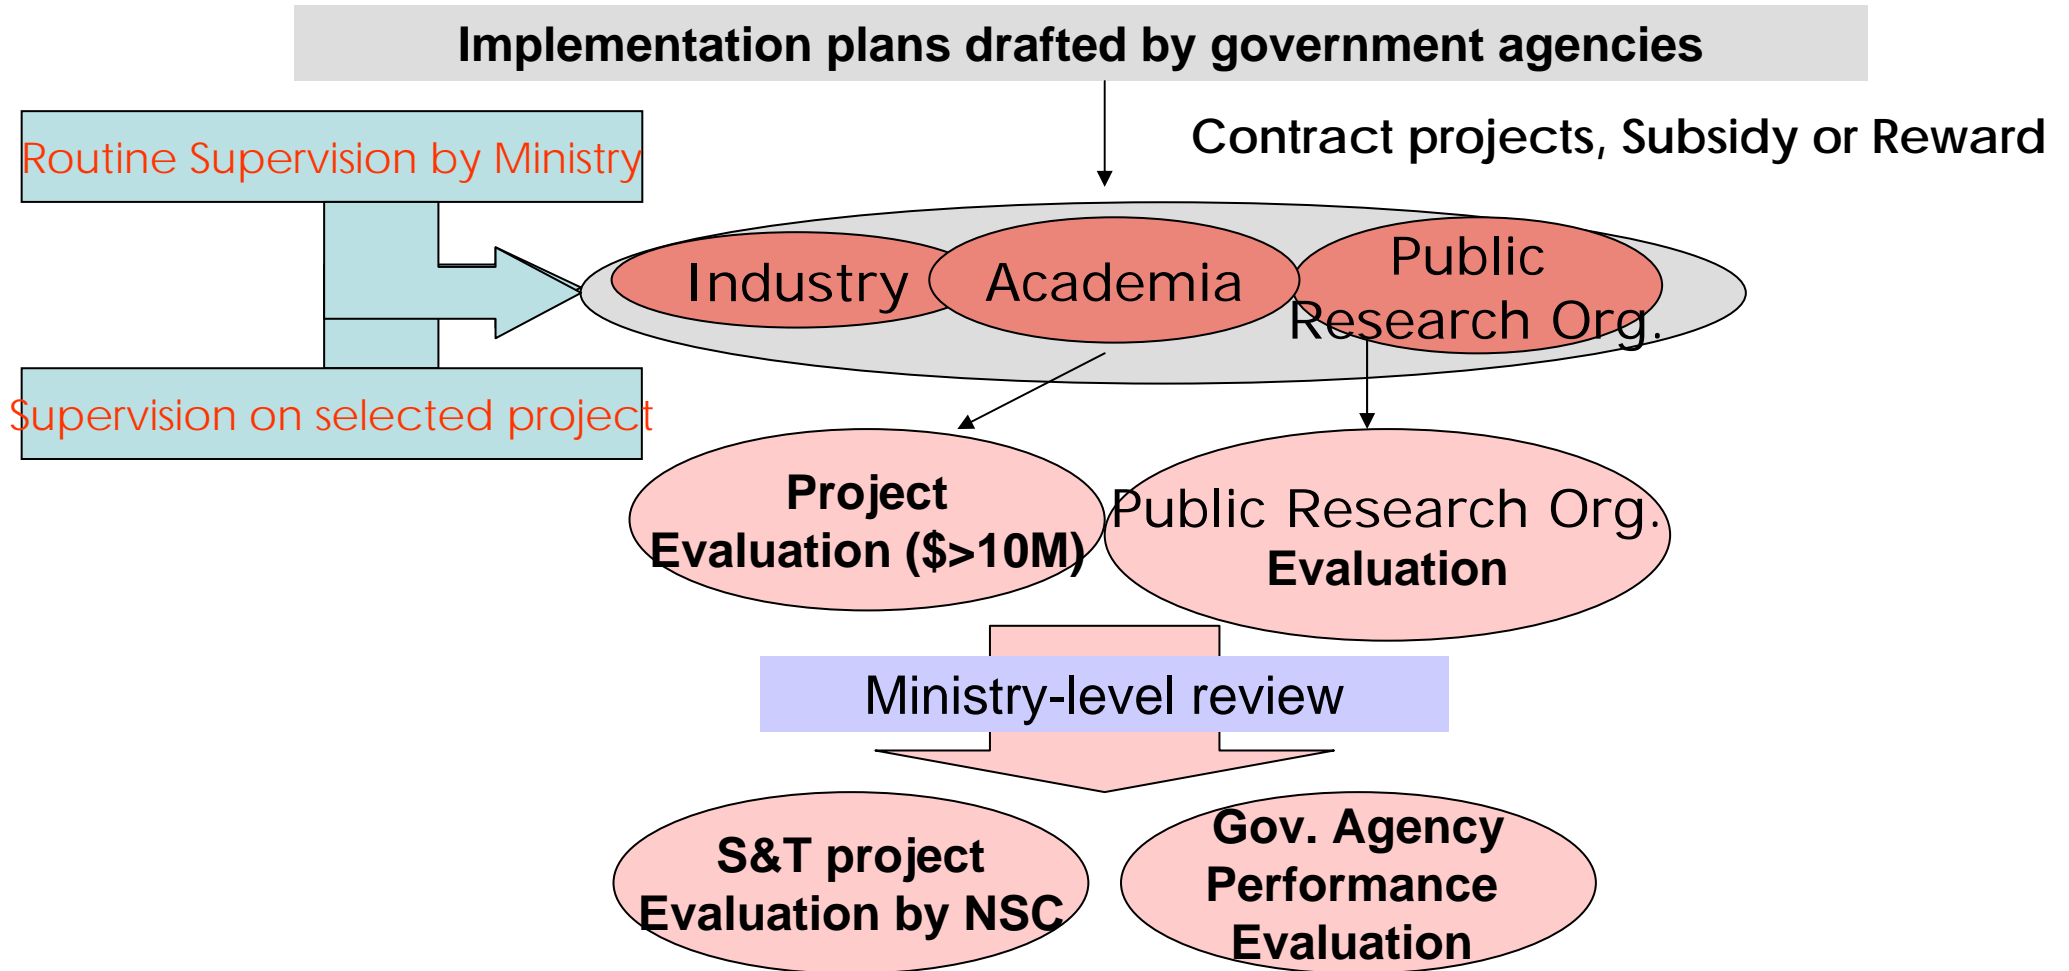 Implementation plans drafted by government agencies
Contract projects, Subsidy or Reward
Routine Supervision by Ministry
Industry
Academia
Public
Research Org.
Supervision on selected project
Project
Evaluation ($>10M)
Public Research Org.
Evaluation
Ministry-level review
S&T project
Evaluation by NSC
Gov. Agency
Performance
Evaluation